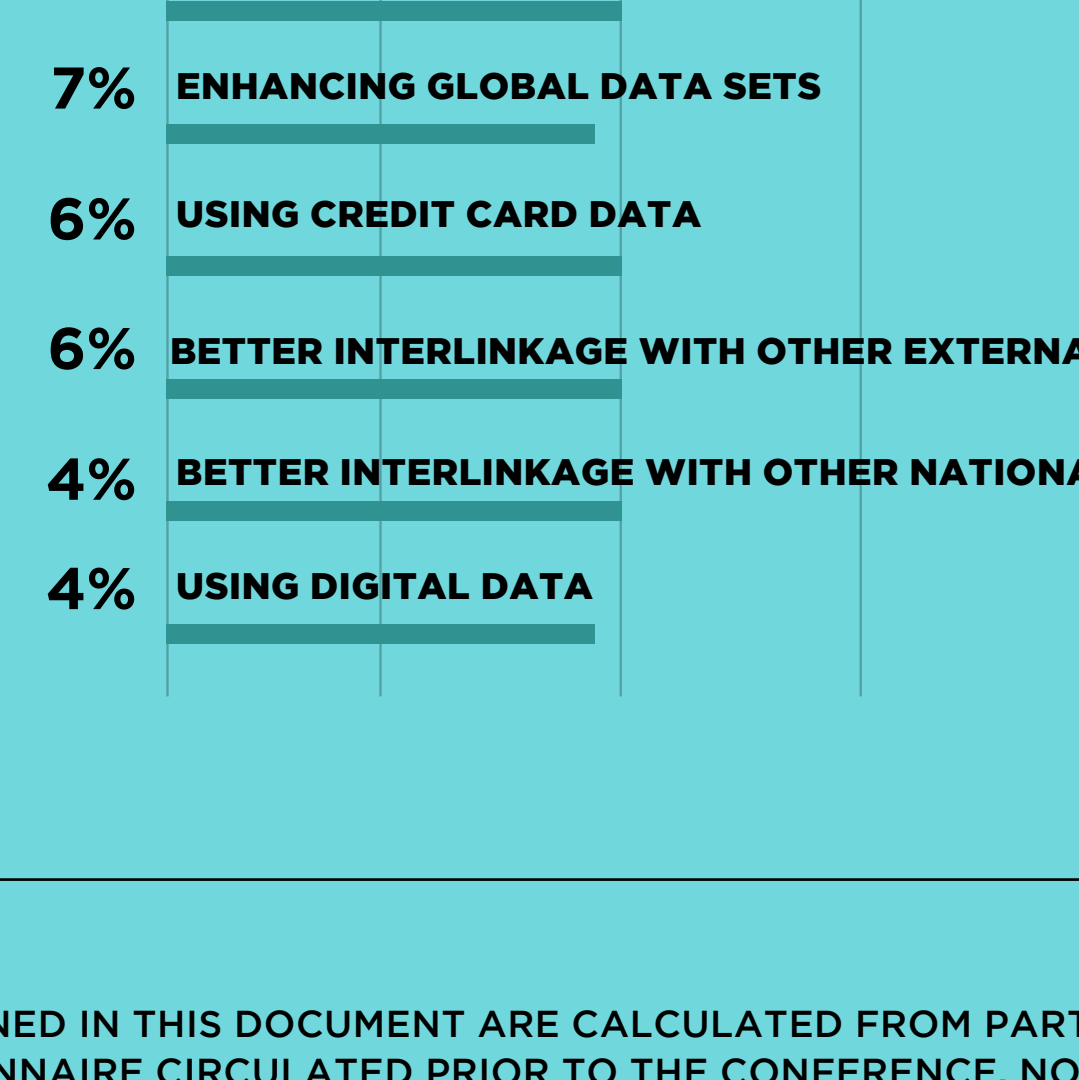 7% ENHANCING GLOBAL DATA SETS
6% USING CREDIT CARD DATA
6% BETTER INTERLINKAGE WITH OTHER
4% BETTER INTERLINKAGE WITH OTHER
4% USING DIGITAL DATA
IN THIS DOCUMENT ARE CALCULATED FROM
CIRCULATED PRIOR TO THE CONFERENCE.